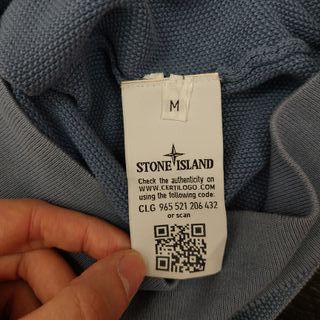 M
STONE ISLAND
Check the authenticity on
WWW.CERTILOGO.COM
using the following code:
CLG 965 521 206 432
or scan